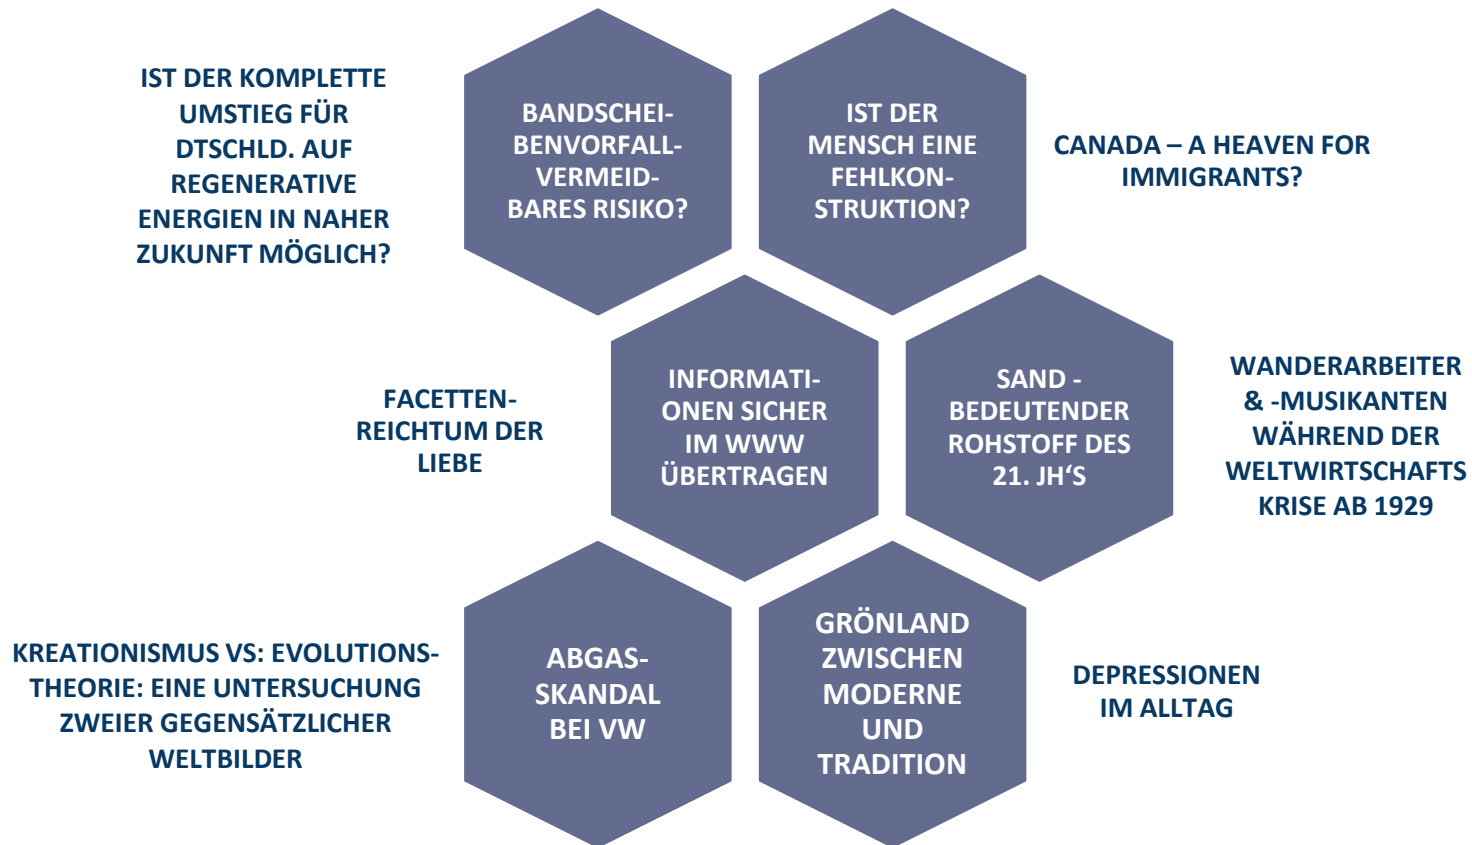 IST DER KOMPLETTE
UMSTIEG FÜR
DTSCHLD. AUF
REGENERATIVE
ENERGIEN IN NAHER
ZUKUNFT MÖGLICH?
BANDSCHEI-
BENVORFALL-
VERMEID-
BARES RISIKO?
IST DER
MENSCH EINE
FEHLKON-
STRUKTION?
CANADA – A HEAVEN FOR
IMMIGRANTS?
FACETTEN-
REICHTUM DER
LIEBE
INFORMATI-
ONEN SICHER
IM WWW
ÜBERTRAGEN
SAND -
BEDEUTENDER
ROHSTOFF DES
21. JH‘S
WANDERARBEITER
& -MUSIKANTEN
WÄHREND DER
WELTWIRTSCHAFTS
KRISE AB 1929
KREATIONISMUS VS: EVOLUTIONS-
THEORIE: EINE UNTERSUCHUNG
ZWEIER GEGENSÄTZLICHER
WELTBILDER
ABGAS-
SKANDAL
BEI VW
GRÖNLAND
ZWISCHEN
MODERNE
UND
TRADITION
DEPRESSIONEN
IM ALLTAG